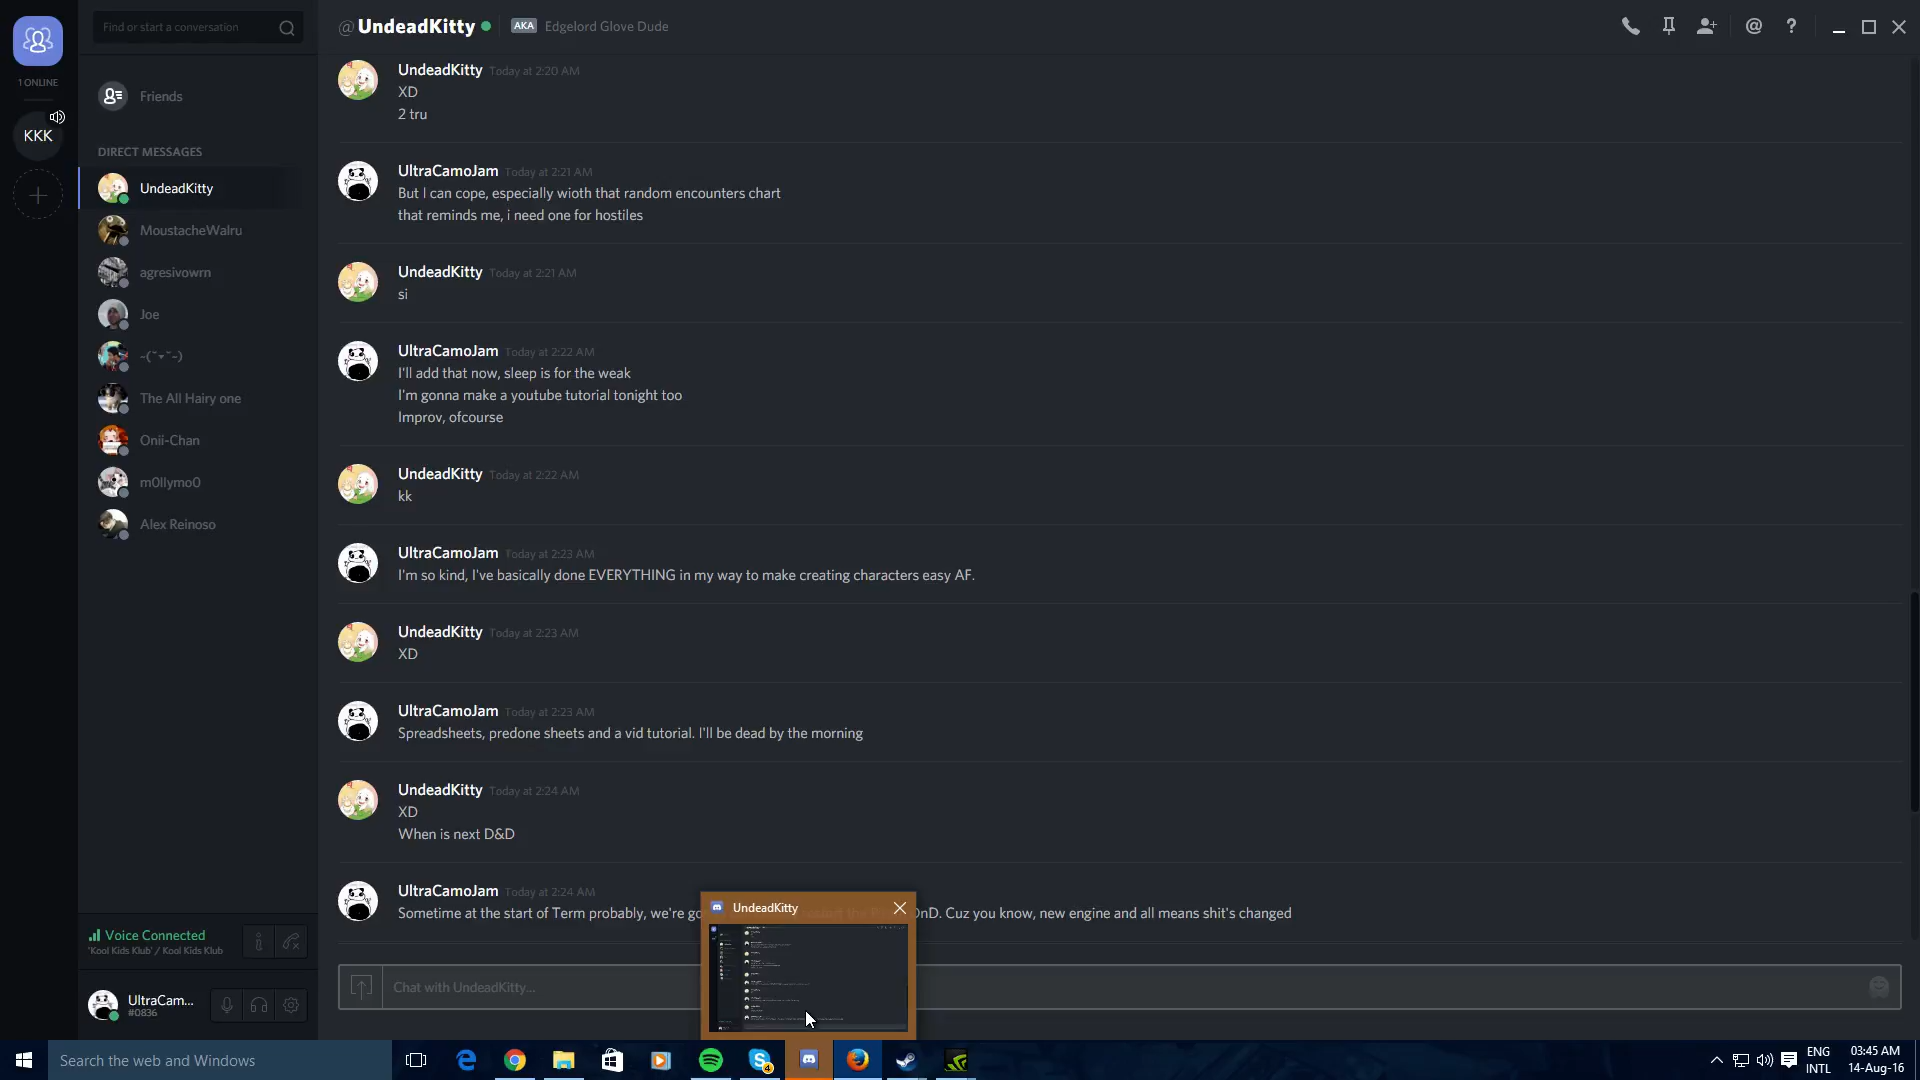 Find or start a conversation
@UndeadKitty
AKA Edgelord Glove Dude
1 ONLINE
KKK
Friends
DIRECT MESSAGES
UndeadKitty
MoustacheWalru
agresivowrn
Joe
The All Hairy one
Onii-Chan
m0llymo0
Alex Reinoso
Voice Connected
'Kool Kids Klub' / Kool Kids Klub
UltraCam...
#0836
UndeadKitty Today at 2:20 AM
XD
2 tru
UltraCamoJam Today at 2:21 AM
But I can cope, especially wioth that random encounters chart
that reminds me, i need one for hostiles
UndeadKitty Today at 2:21 AM
si
UltraCamoJam Today at 2:22 AM
I'll add that now, sleep is for the weak
I'm gonna make a youtube tutorial tonight too
Improv, ofcourse
UndeadKitty Today at 2:22 AM
kk
UltraCamoJam Today at 2:23 AM
I'm so kind, I've basically done EVERYTHING in my way to make creating characters easy AF.
UndeadKitty Today at 2:23 AM
XD
UltraCamoJam Today at 2:23 AM
Spreadsheets, predone sheets and a vid tutorial. I'll be dead by the morning
UndeadKitty Today at 2:24 AM
XD
When is next D&D
UltraCamoJam Today at 2:24 AM
Sometime at the start of Term probably, we're go OnD. Cuz you know, new engine and all means shit's changed
UndeadKitty
Chat with UndeadKitty...
Search the web and Windows
4
ENG
INTL
03:45 AM
14-Aug-16